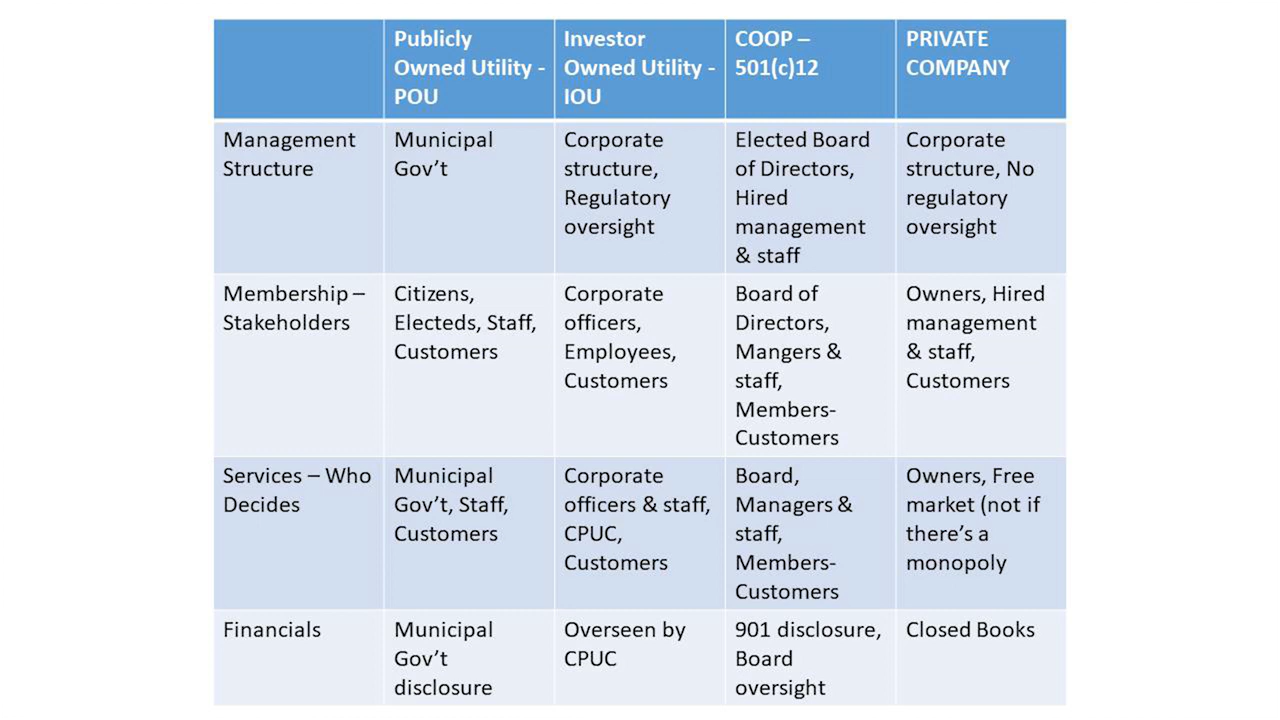 Publicly
Owned Utility -
POU
Investor
Owned Utility -
IOU
COOP –
501(c)12
PRIVATE
COMPANY
Management
Structure
Municipal
Gov’t
Corporate
structure,
Regulatory
oversight
Elected Board
of Directors,
Hired
management
& staff
Corporate
structure, No
regulatory
oversight
Membership –
Stakeholders
Citizens,
Electeds, Staff,
Customers
Corporate
officers,
Employees,
Customers
Board of
Directors,
Mangers &
staff,
Members-
Customers
Owners, Hired
management
& staff,
Customers
Services – Who
Decides
Municipal
Gov’t, Staff,
Customers
Corporate
officers & staff,
CPUC,
Customers
Board,
Managers &
staff,
Members-
Customers
Owners, Free
market (not if
there’s a
monopoly
Financials
Municipal
Gov’t
disclosure
Overseen by
CPUC
901 disclosure,
Board
oversight
Closed Books